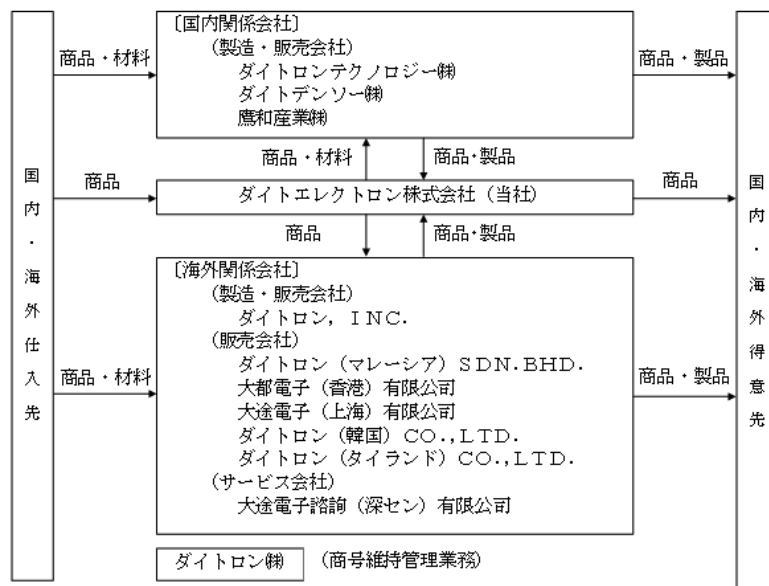 〔国内関係会社〕
(製造・販売会社)
ダイトロンテクノロジー㈱
ダイトデンソー㈱
鷹和産業㈱
商品・材料
商品・製品
商品・材料
商品・製品
国内・海外仕入先
商品
ダイトエレクトロン株式会社（当社）
商品
国内・海外得意先
商品
商品・製品
〔海外関係会社〕
(製造・販売会社)
ダイトロン，ＩＮＣ．
(販売会社)
ダイトロン（マレーシア）ＳＤＮ.ＢＨＤ.
大都電子（香港）有限公司
大途電子（上海）有限公司
ダイトロン（韓国）ＣＯ.,ＬＴＤ.
ダイトロン（タイランド）ＣＯ.,ＬＴＤ.
(サービス会社)
大途電子諮詢（深セン）有限公司
商品・材料
商品・製品
ダイトロン㈱
(商号維持管理業務)